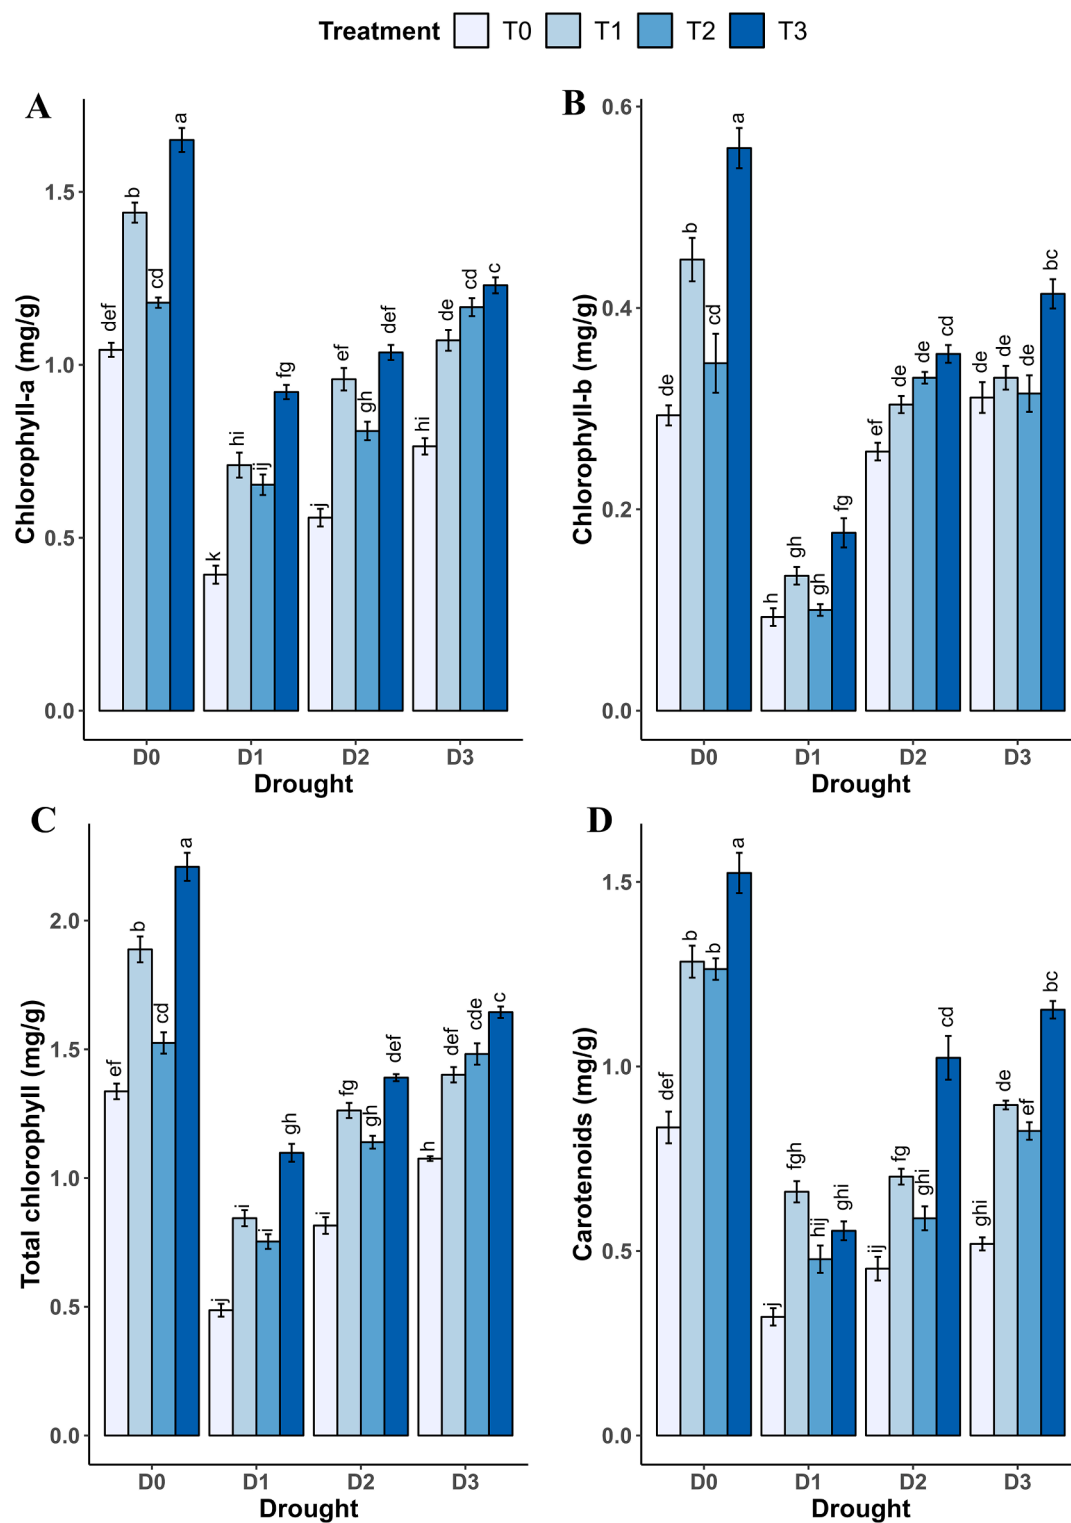 Treatment T0 T1 T2 T3
A
Chlorophyll-a (mg/g)
1.5
1.0
0.5
0.0
def b cd a
k hi ij fg
j ef gh def
hi de cd c
D0 D1 D2 D3
Drought
B
Chlorophyll-b (mg/g)
0.6
0.4
0.2
0.0
de b cd a
h gh gh fg
ef de de cd
de de de bc
D0 D1 D2 D3
Drought
C
Total chlorophyll (mg/g)
2.0
1.5
1.0
0.5
0.0
ef b cd a
gh
fg gh def
h def cde c
D0 D1 D2 D3
Drought
D
Carotenoids (mg/g)
1.5
1.0
0.5
0.0
def b b a
ij fgh hij ghi
ij fg ghi cd
ghi de ef bc
D0 D1 D2 D3
Drought